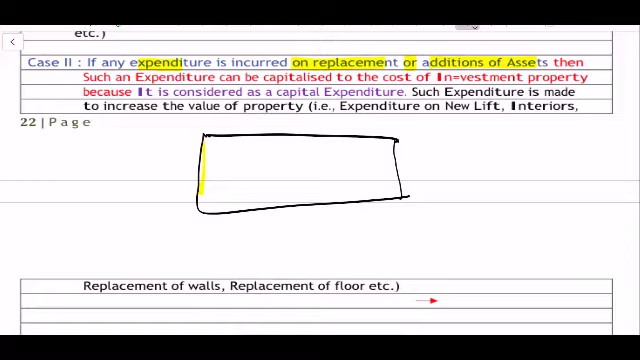 etc.)
Case II : If any expenditure is incurred on replacement or additions of Assets then
Such an Expenditure can be capitalised to the cost of In=vestment property
because It is considered as a capital Expenditure. Such Expenditure is made
to increase the value of property (i.e., Expenditure on New Lift, Interiors,
22 | P a g e
Replacement of walls, Replacement of floor etc.)